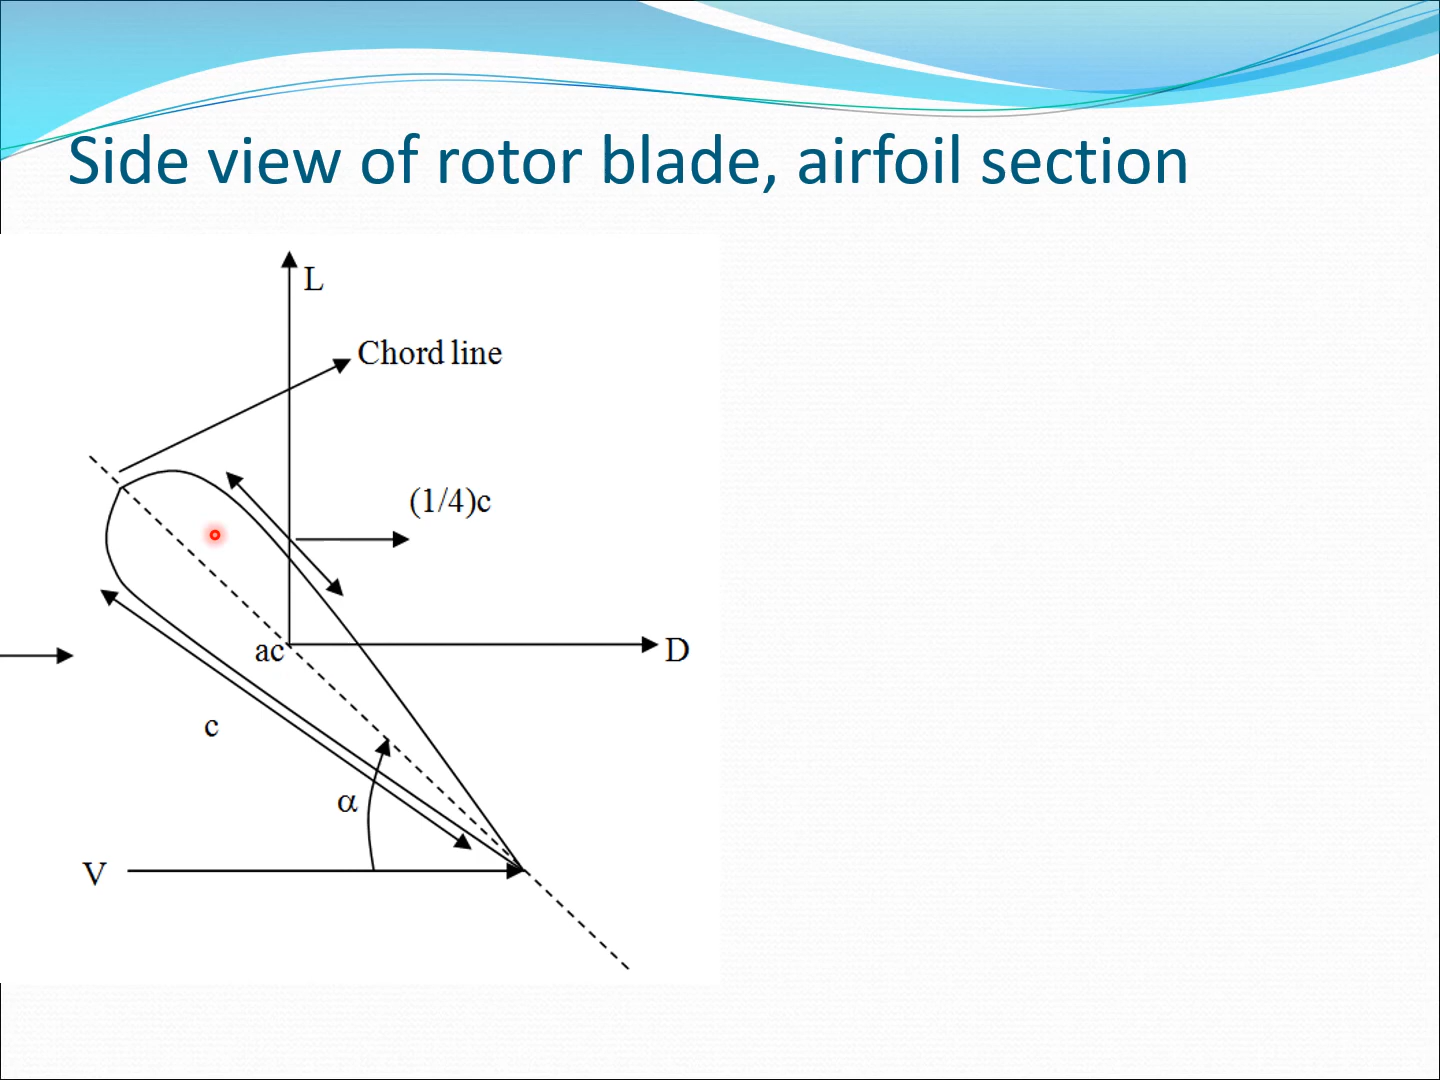 Side view of rotor blade, airfoil section
L
Chord line
(1/4)c
ac
D
c
α
V